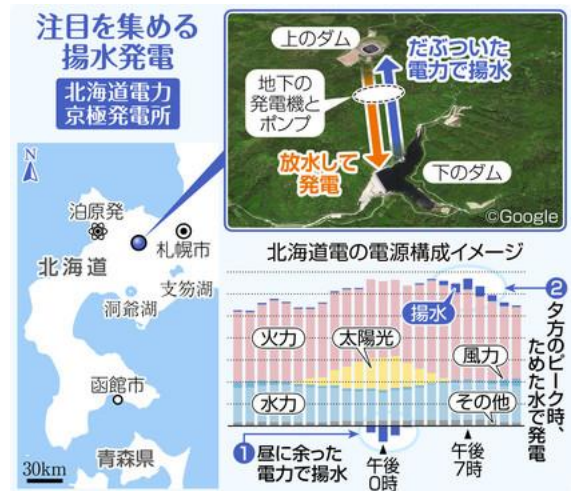 注目を集める
揚水発電
北海道電力
京極発電所
上のダム
だぶついた
電力で揚水
地下の
発電機と
ポンプ
放水して
発電
下のダム
©Google
N
泊原発
札幌市
北海道
支笏湖
洞爺湖
函館市
青森県
30km
北海道電の電源構成イメージ
揚水
火力
太陽光
風力
水力
その他
❶昼に余った
電力で揚水
午後
0時
午後
7時
❷夕方のピーク時、
ためた水で発電